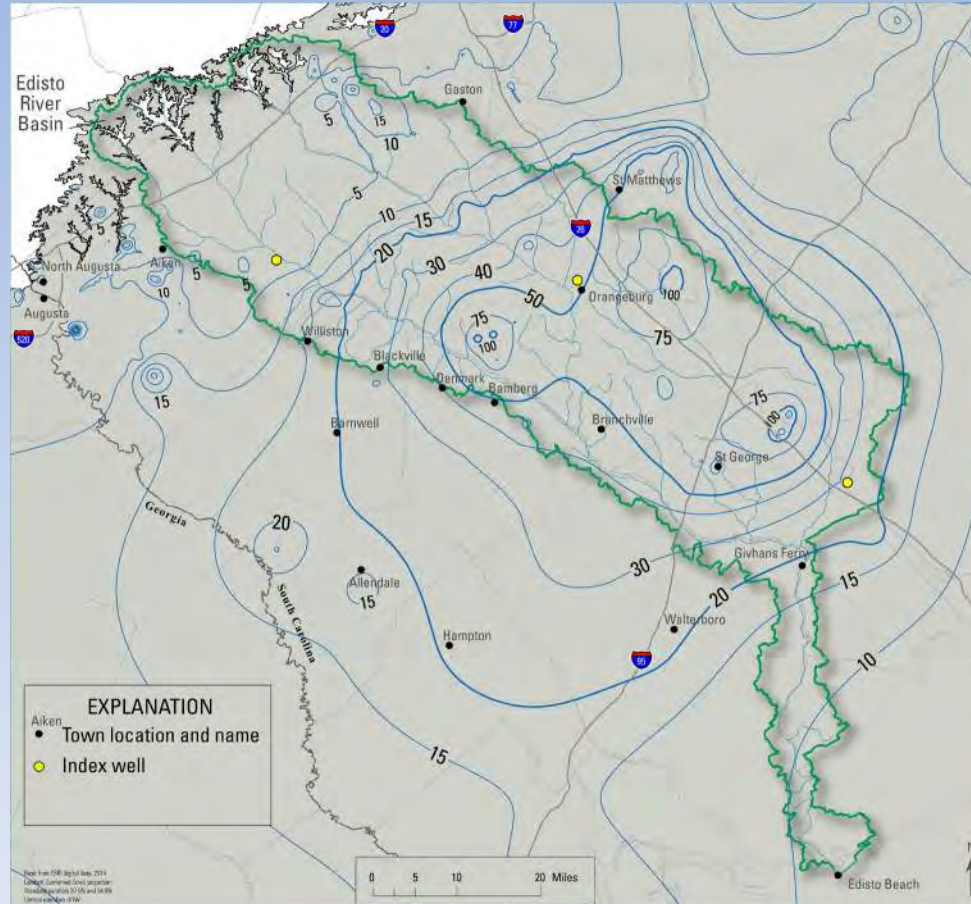 Edisto
River
Basin
20
77
Gaston
5
15
10
St Matthews
5
10
15
20
26
5
North Augusta
Aiken
5
5
10
Augusta
30
40
50
Orangeburg
100
520
75
100
75
Williston
Blackville
15
Denmark
Bamberg
75
100
Branchville
Barnwell
St George
Georgia
20
30
Givhans Ferry
15
Allendale
15
South Carolina
20
Walterboro
Hampton
95
10
EXPLANATION
Aiken
Town location and name
Index well
15
0 5 10 20 Miles
Edisto Beach